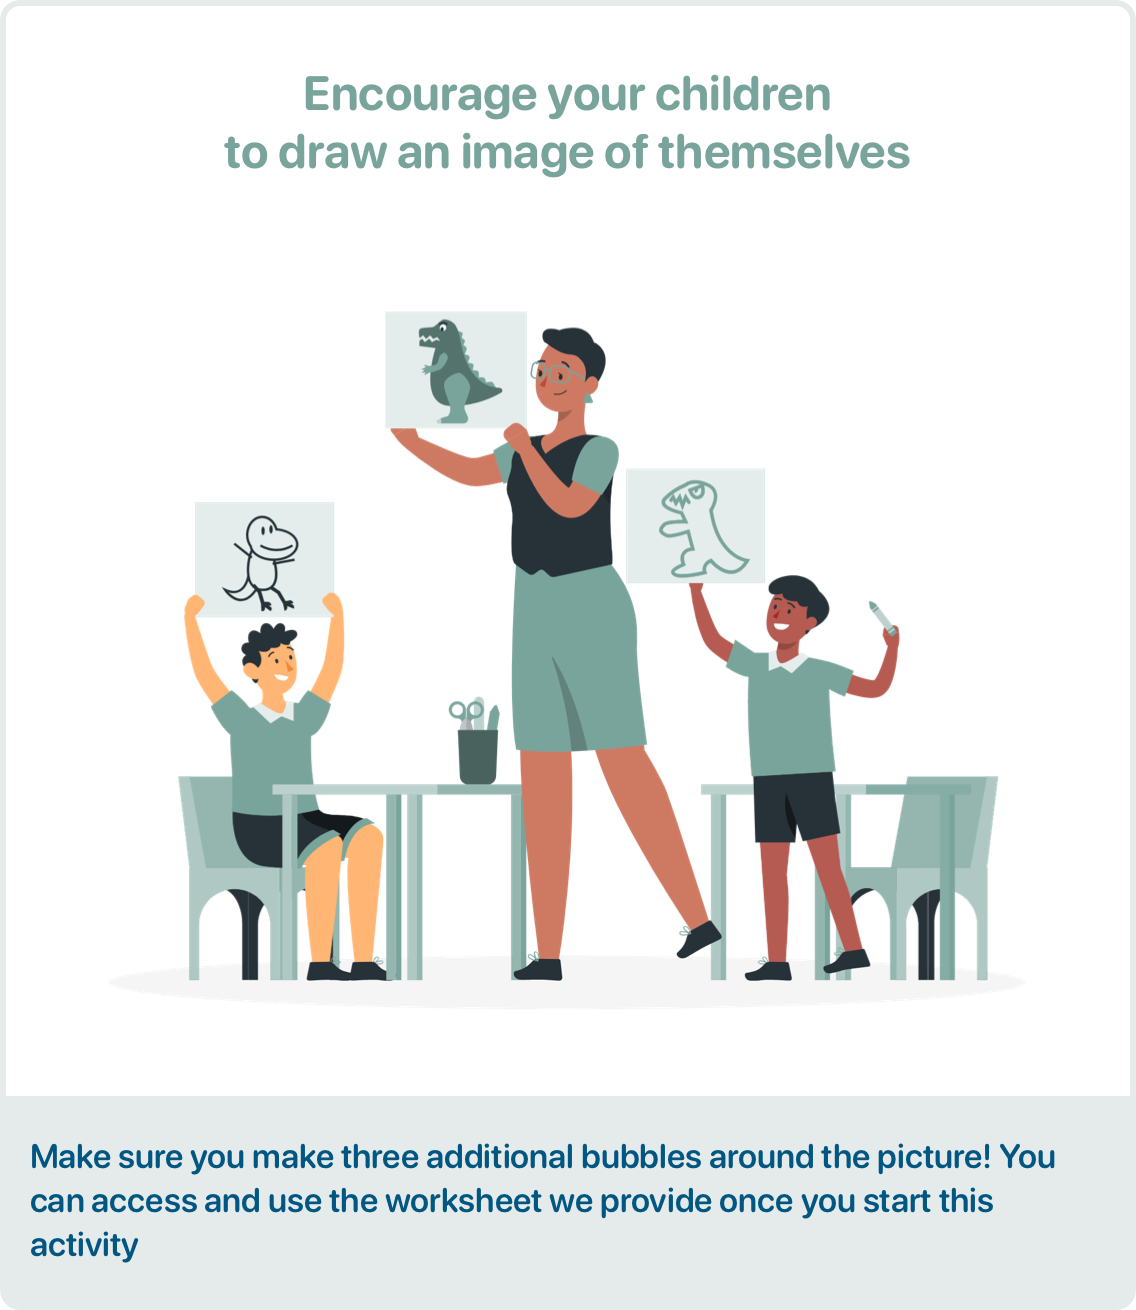 Encourage your children
to draw an image of themselves
Make sure you make three additional bubbles around the picture! You
can access and use the worksheet we provide once you start this
activity